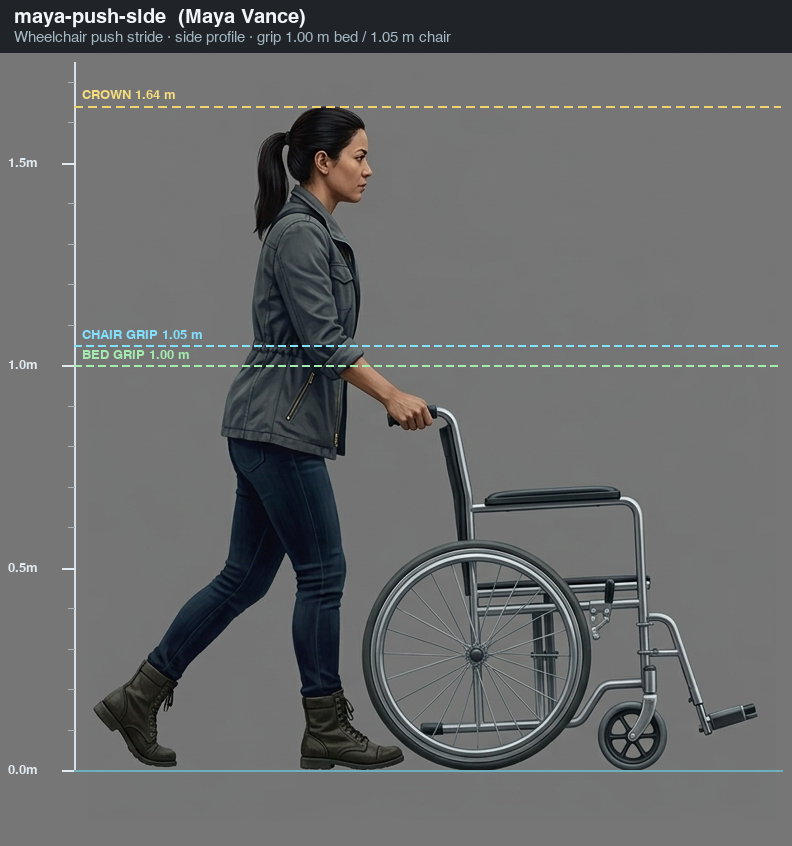 maya-push-side (Maya Vance)
Wheelchair push stride · side profile · grip 1.00 m bed / 1.05 m chair
CROWN 1.64 m
1.5m
CHAIR GRIP 1.05 m
BED GRIP 1.00 m
1.0m
0.5m
0.0m